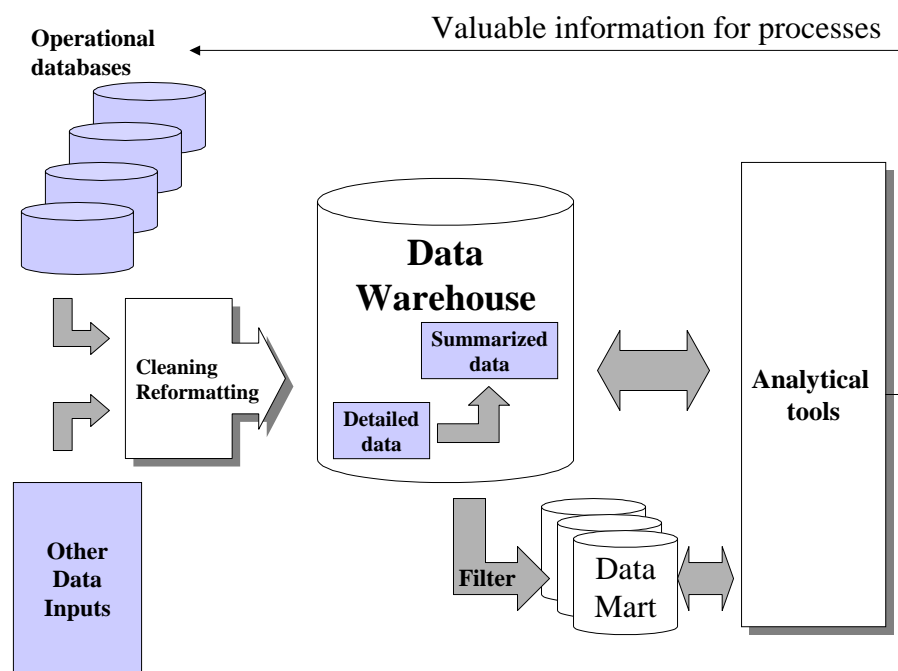 Valuable information for processes
Operational
databases
Data
Warehouse
Summarized
data
Detailed
data
Cleaning
Reformatting
Analytical
tools
Other
Data
Inputs
Filter
Data
Mart